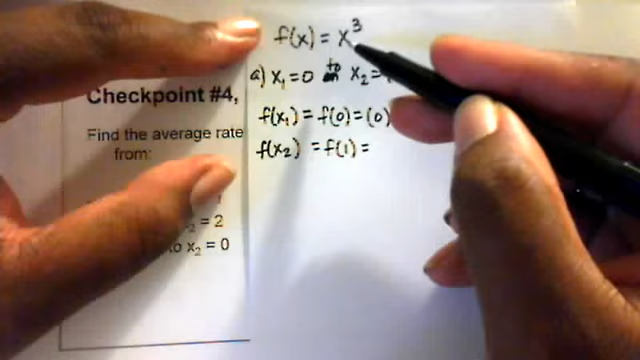 f(x) = x³
a) x₁ = 0 to x₂ =
Checkpoint #4,
f(x₁) = f(0) = (0)
Find the average rate
from:
f(x₂) = f(1) =
₂ = 2
to x₂ = 0